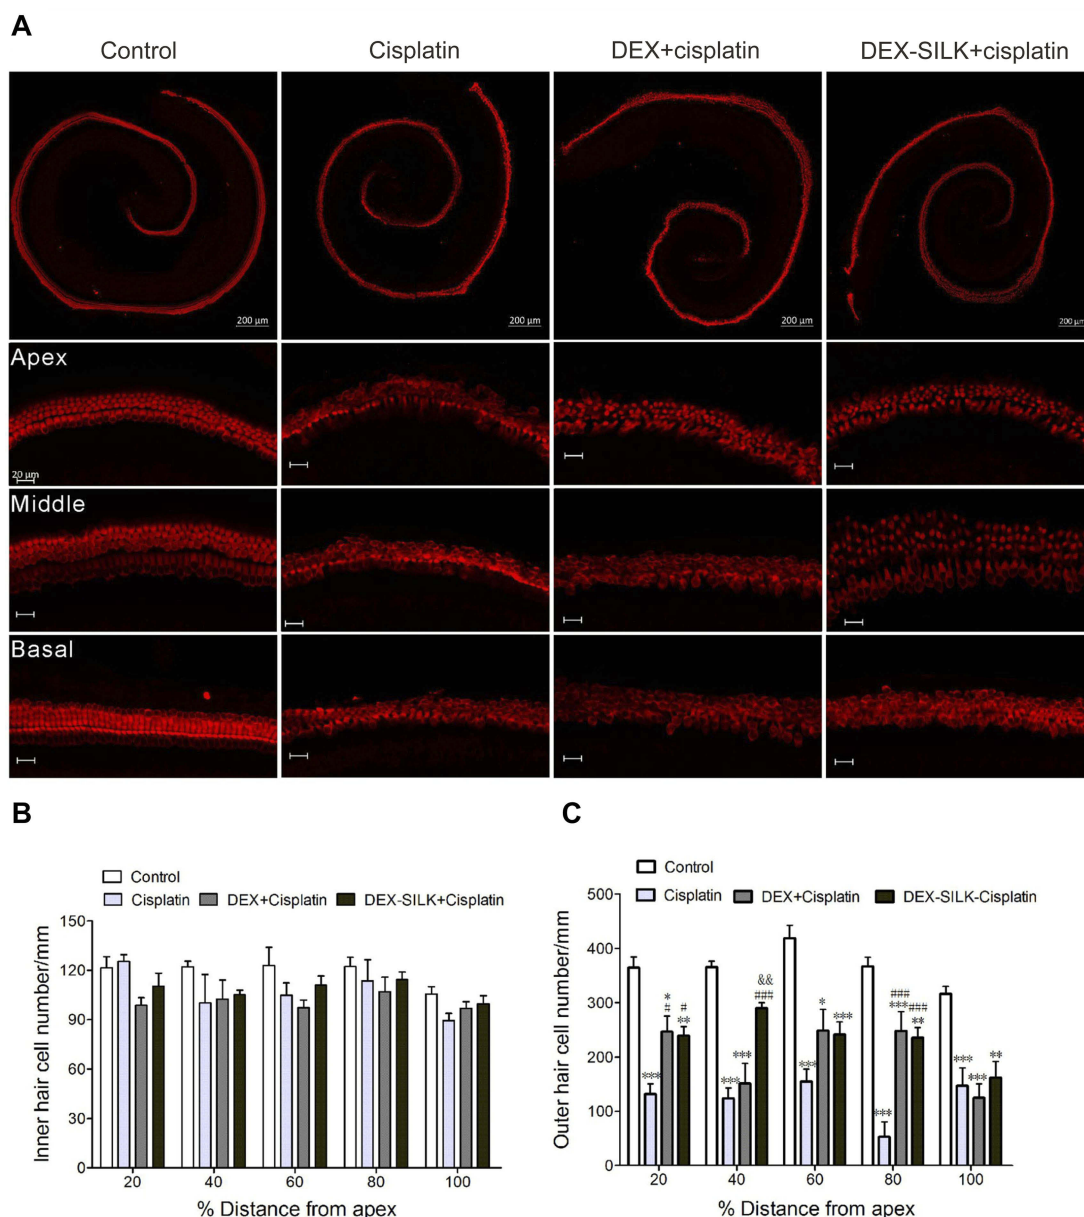 A
Control Cisplatin DEX+cisplatin DEX-SILK+cisplatin
200 µm 200 µm 200 µm 200 µm
Apex
20 µm
Middle
Basal
B
Control
Cisplatin DEX+Cisplatin DEX-SILK+Cisplatin
Inner hair cell number/mm
150
120
90
60
30
0
20 40 60 80 100
% Distance from apex
C
Control
Cisplatin DEX+Cisplatin DEX-SILK-Cisplatin
Outer hair cell number/mm
500
400
300
200
100
0
*** * # # **
*** *** && ###
*** * ***
*** ### *** ### **
*** *** **
20 40 60 80 100
% Distance from apex